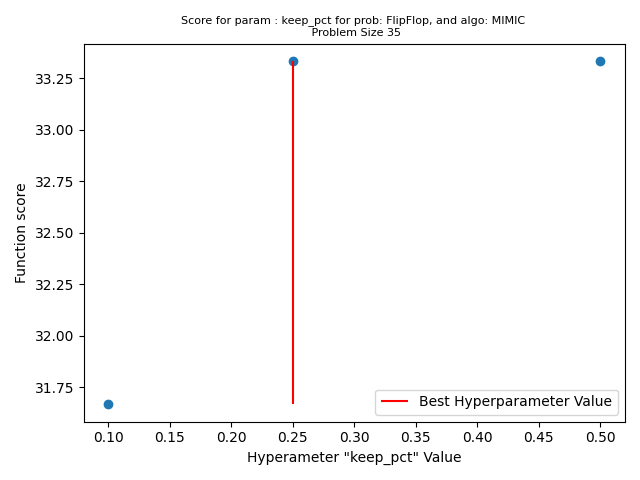 Score for param : keep_pct for prob: FlipFlop, and algo: MIMIC
Problem Size 35
33.25
33.00
32.75
32.50
32.25
32.00
31.75
Function score
Best Hyperparameter Value
0.10 0.15 0.20 0.25 0.30 0.35 0.40 0.45 0.50
Hyperameter "keep_pct" Value